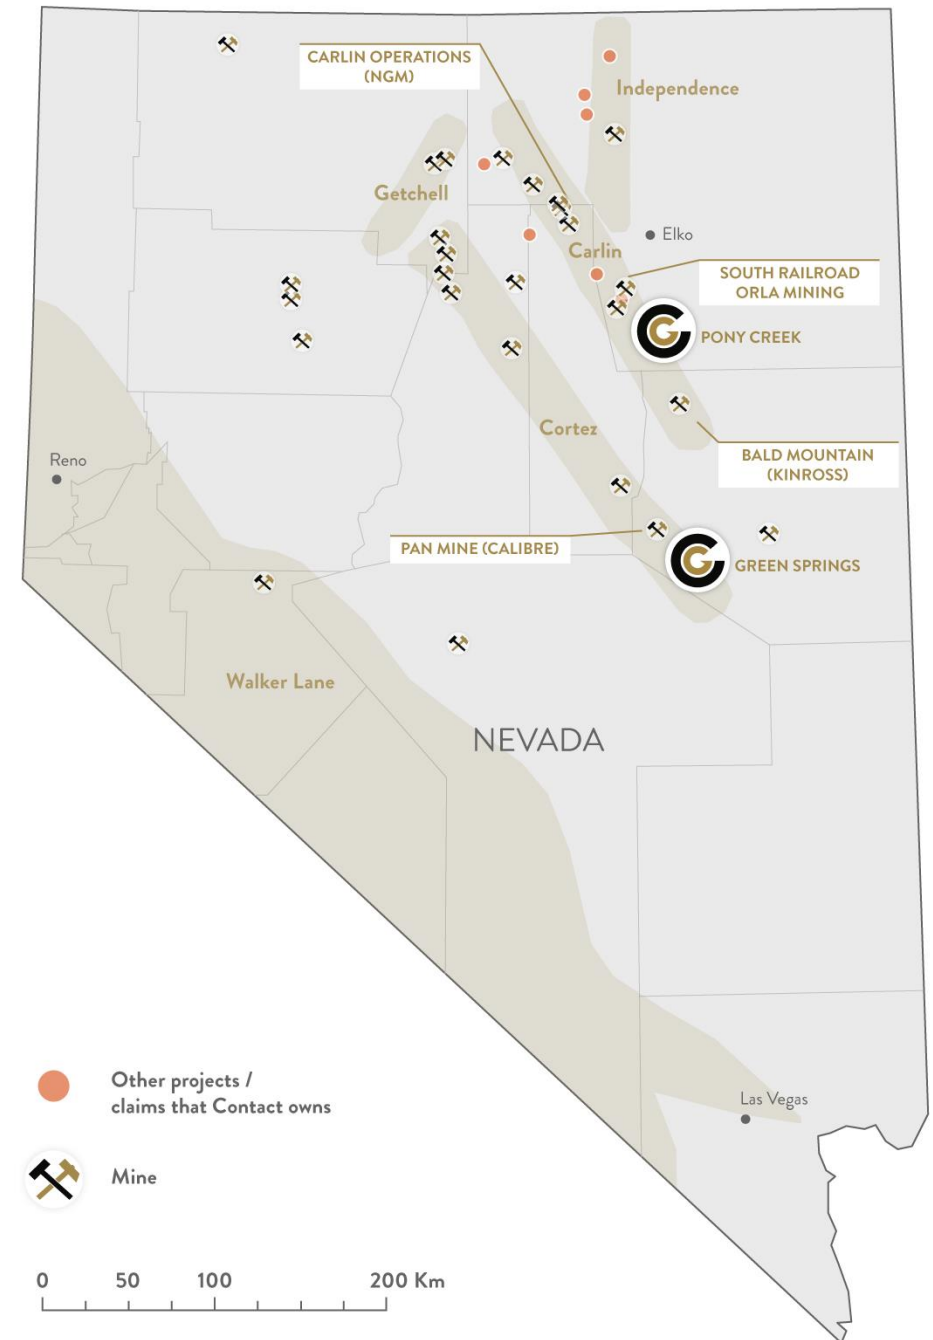 CARLIN OPERATIONS
(NGM)
Independence
Getchell
Elko
Carlin
SOUTH RAILROAD
ORLA MINING
PONY CREEK
Cortez
Reno
BALD MOUNTAIN
(KINROSS)
PAN MINE (CALIBRE)
GREEN SPRINGS
Walker Lane
NEVADA
Other projects /
claims that Contact owns
Las Vegas
Mine
0 50 100 200 Km